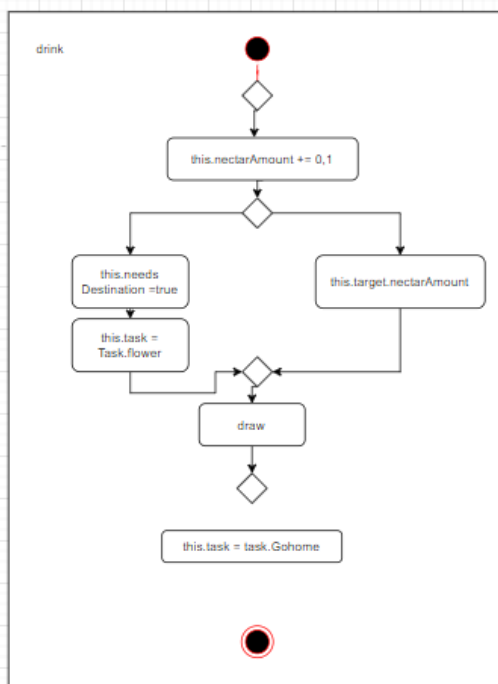 drink
this.nectarAmount += 0,1
this.needs
Destination =true
this.target.nectarAmount
this.task =
Task.flower
draw
this.task = task.Gohome